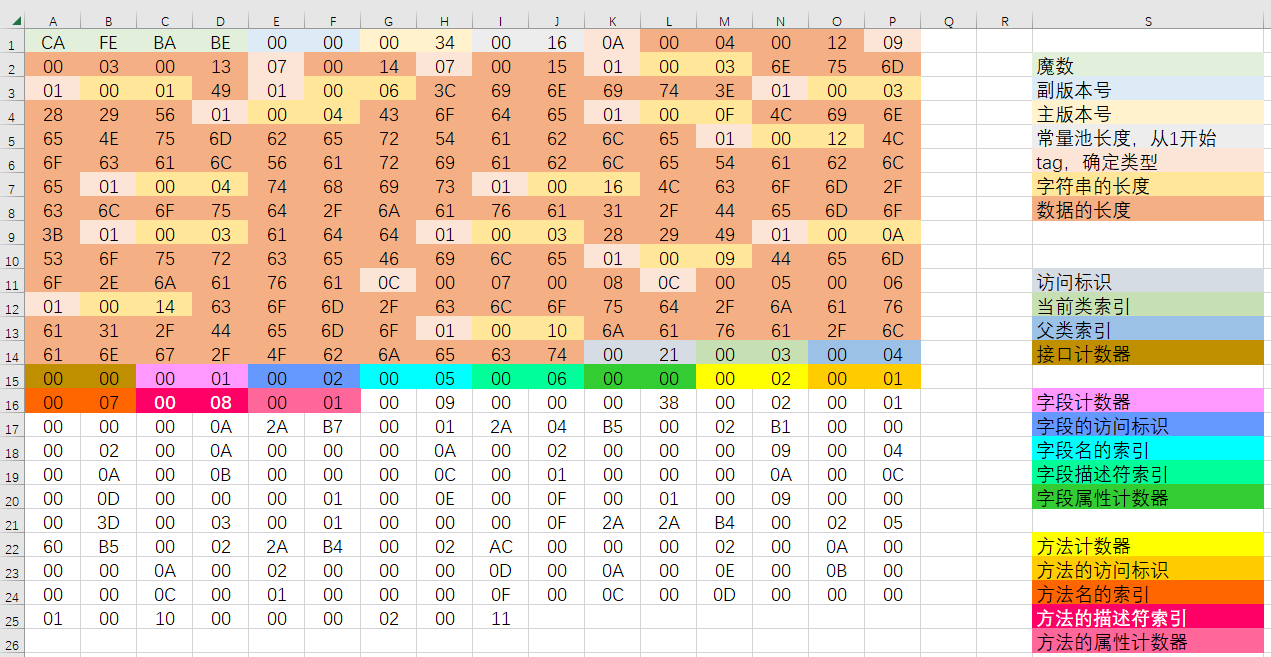 A B C D E F G H I J K L M N O P Q R S
1 CA FE BA BE 00 00 00 34 00 16 0A 00 04 00 12 09
2 00 03 00 13 07 00 14 07 00 15 01 00 03 6E 75 6D 魔数
3 01 00 01 49 01 00 06 3C 69 6E 69 74 3E 01 00 03 副版本号
4 28 29 56 01 00 04 43 6F 64 65 01 00 0F 4C 69 6E 主版本号
5 65 4E 75 6D 62 65 72 54 61 62 6C 65 01 00 12 4C 常量池长度，从1开始
6 6F 63 61 6C 56 61 72 69 61 62 6C 65 54 61 62 6C tag，确定类型
7 65 01 00 04 74 68 69 73 01 00 16 4C 63 6F 6D 2F 字符串的长度
8 63 6C 6F 75 64 2F 6A 61 76 61 31 2F 44 65 6D 6F 数据的长度
9 3B 01 00 03 61 64 64 01 00 03 28 29 49 01 00 0A
10 53 6F 75 72 63 65 46 69 6C 65 01 00 09 44 65 6D
11 6F 2E 6A 61 76 61 0C 00 07 00 08 0C 00 05 00 06 访问标识
12 01 00 14 63 6F 6D 2F 63 6C 6F 75 64 2F 6A 61 76 当前类索引
13 61 31 2F 44 65 6D 6F 01 00 10 6A 61 76 61 2F 6C 父类索引
14 61 6E 67 2F 4F 62 6A 65 63 74 00 21 00 03 00 04 接口计数器
15 00 00 00 01 00 02 00 05 00 06 00 00 00 02 00 01
16 00 07 00 08 00 01 00 09 00 00 00 38 00 02 00 01 字段计数器
17 00 00 00 0A 2A B7 00 01 2A 04 B5 00 02 B1 00 00 字段的访问标识
18 00 02 00 0A 00 00 00 0A 00 02 00 00 00 09 00 04 字段名的索引
19 00 0A 00 0B 00 00 00 0C 00 01 00 00 00 0A 00 0C 字段描述符索引
20 00 0D 00 00 00 01 00 0E 00 0F 00 01 00 09 00 00 字段属性计数器
21 00 3D 00 03 00 01 00 00 00 0F 2A 2A B4 00 02 05
22 60 B5 00 02 2A B4 00 02 AC 00 00 00 02 00 0A 00 方法计数器
23 00 00 0A 00 02 00 00 00 0D 00 0A 00 0E 00 0B 00 方法的访问标识
24 00 00 0C 00 01 00 00 00 0F 00 0C 00 0D 00 00 00 方法名的索引
25 01 00 10 00 00 00 02 00 11 方法的描述符索引
26 方法的属性计数器